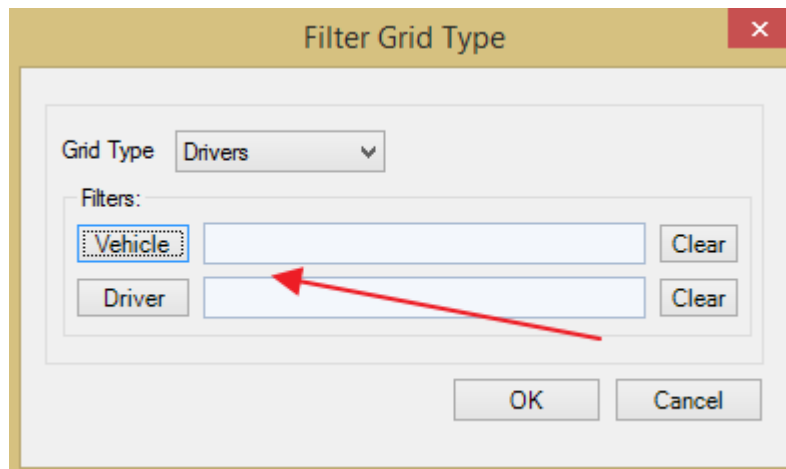 Filter Grid Type
Grid Type Drivers
Filters:
Vehicle Clear
Driver Clear
OK Cancel